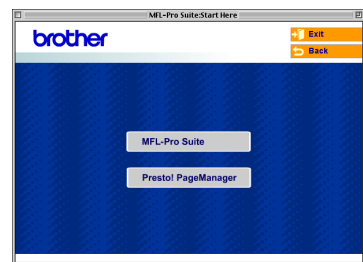 MFL-Pro Suite:Start Here
brother
Exit
Back
MFL-Pro Suite
Presto! PageManager